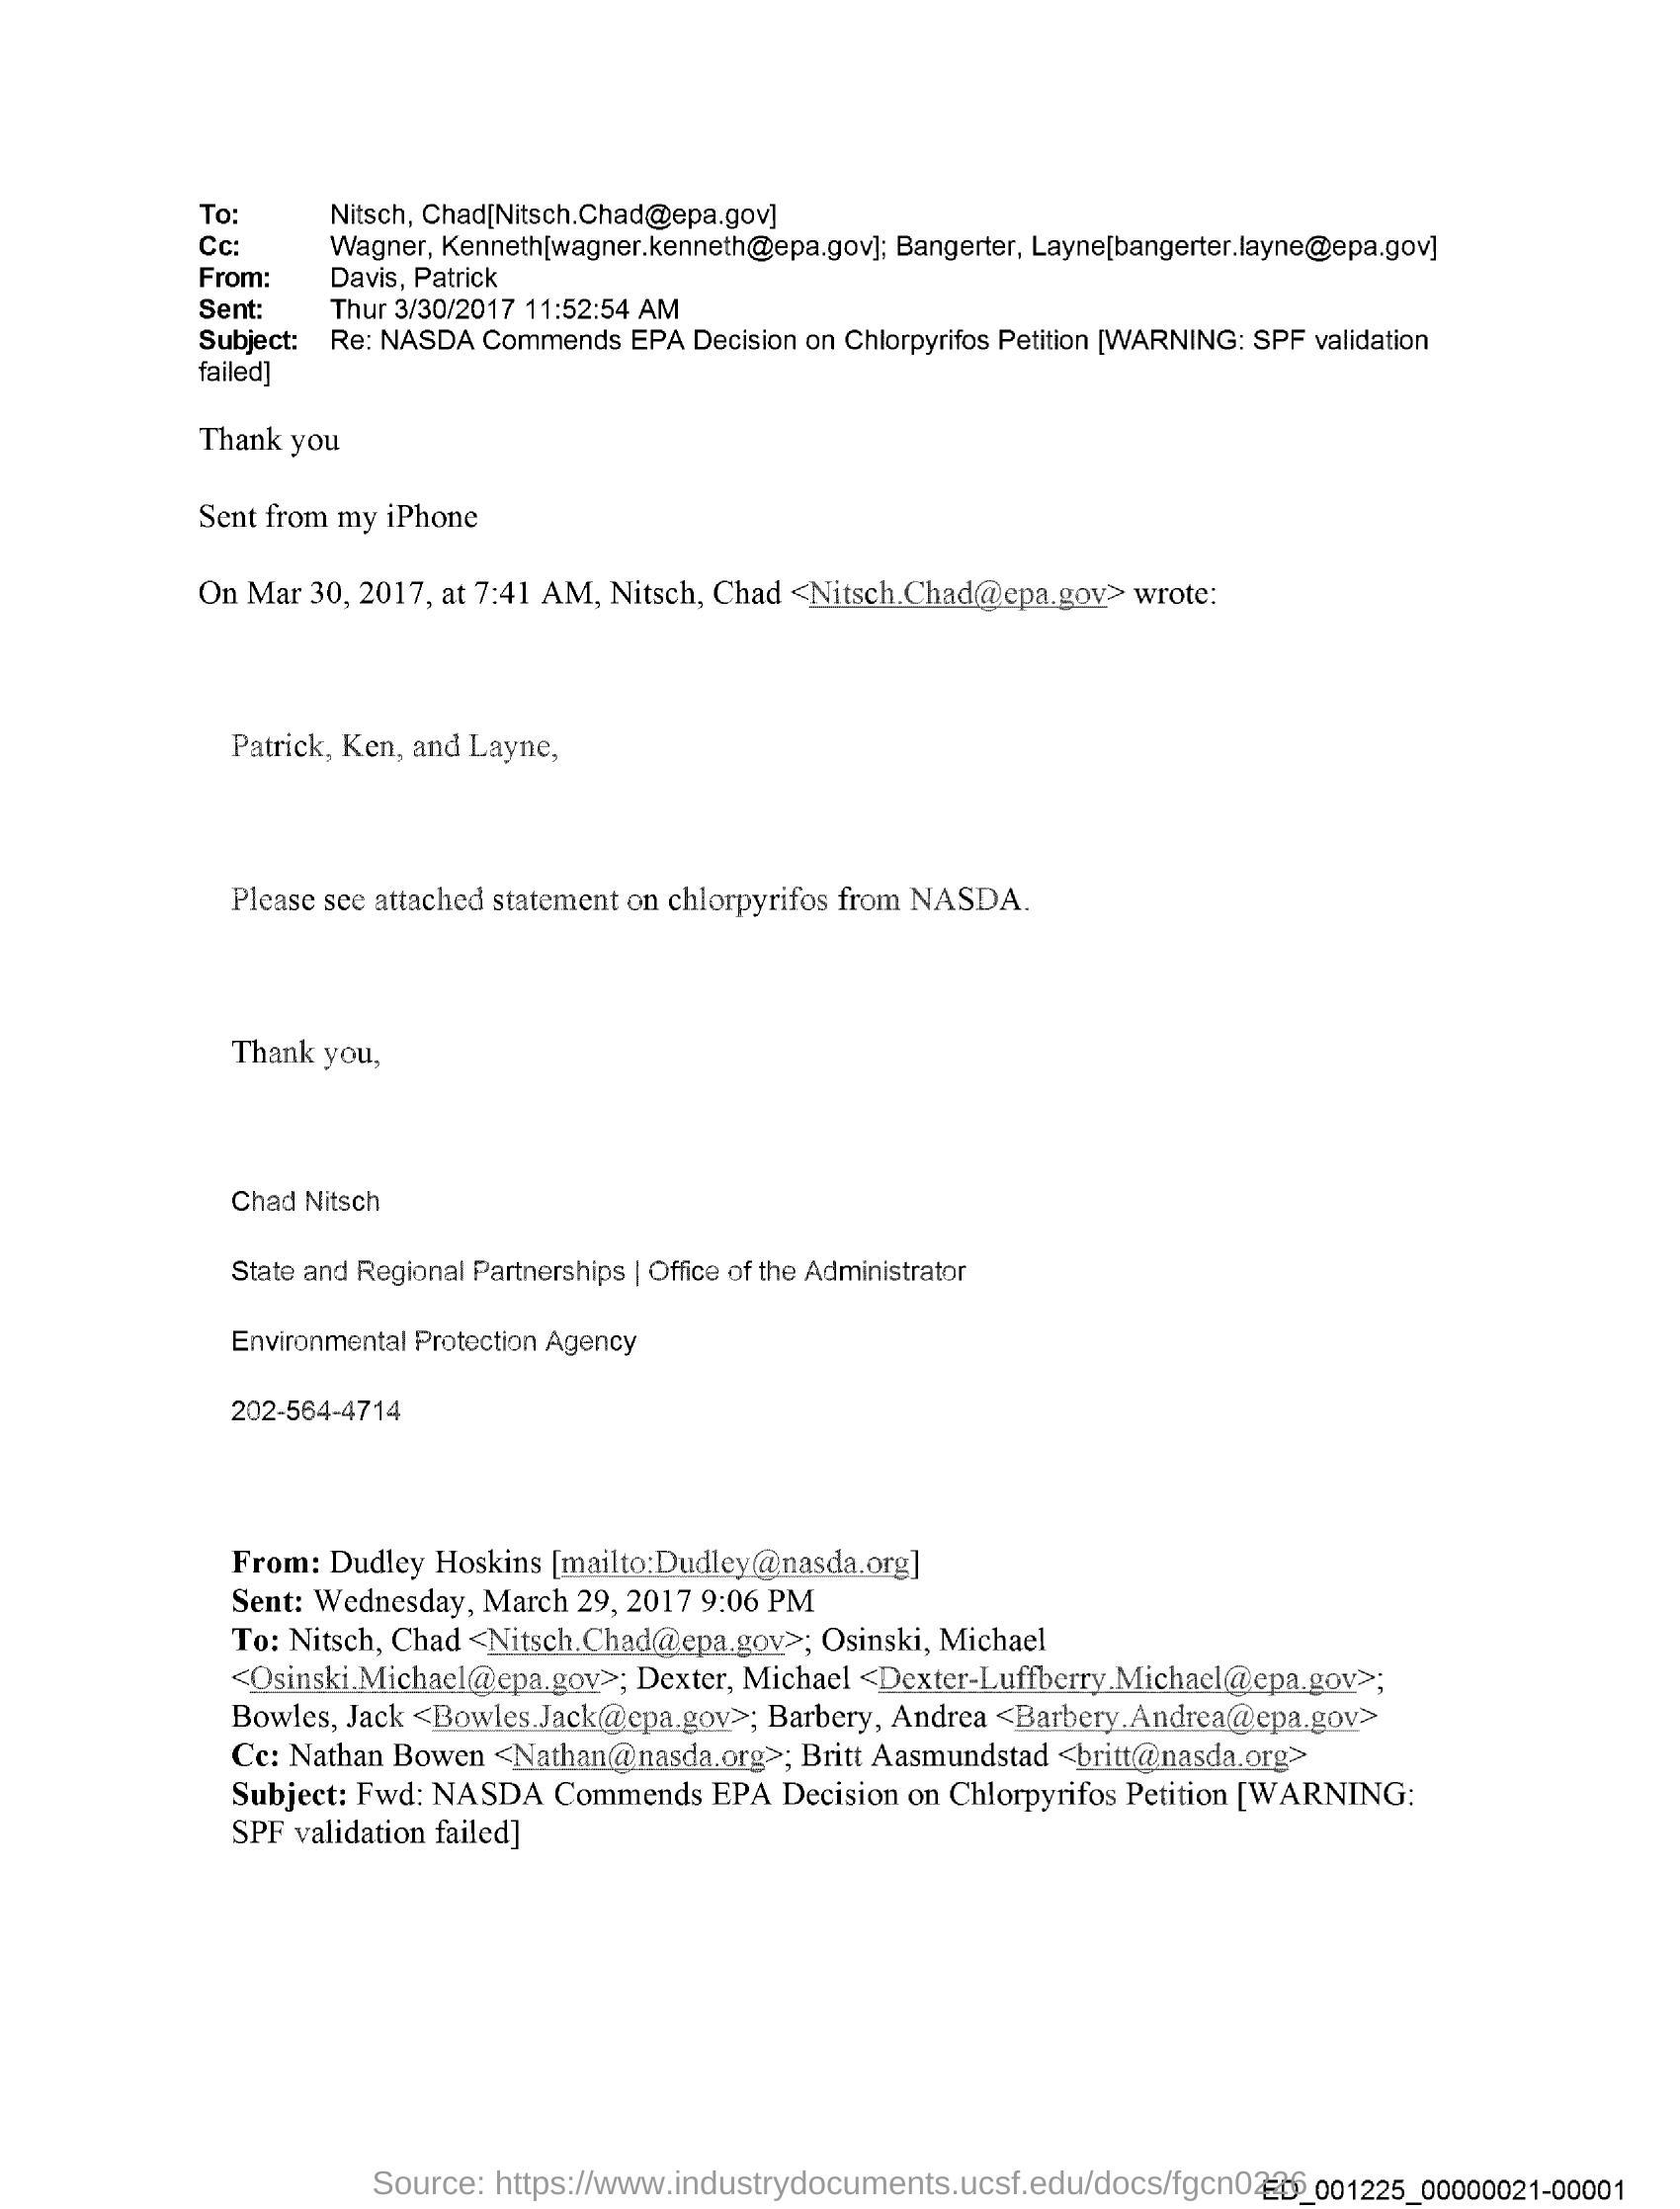 To: Nitsch, Chad[Nitsch.Chad@epa.gov]
Cc: Wagner, Kenneth[wagner.kenneth@epa.gov]; Bangerter, Layne[bangerter.layne@epa.gov]
From: Davis, Patrick
Sent: Thur 3/30/2017 11:52:54 AM
Subject: Re: NASDA Commends EPA Decision on Chlorpyrifos Petition [WARNING: SPF validation
failed]
Thank you
Sent from my iPhone
On Mar 30, 2017, at 7:41 AM, Nitsch, Chad <Nitsch.Chad@epa.gov> wrote:
Patrick, Ken, and Layne,
Please see attached statement on chlorpyrifos from NASDA.
Thank you,
Chad Nitsch
State and Regional Partnerships | Office of the Administrator
Environmental Protection Agency
202-564-4714
From: Dudley Hoskins [mailto:Dudley@nasda.org]
Sent: Wednesday, March 29, 2017 9:06 PM
To: Nitsch, Chad <Nitsch.Chad@epa.gov>; Osinski, Michael
<Osinski.Michael@epa.gov>; Dexter, Michael <Dexter-Luffberry.Michael@epa.gov>;
Bowles, Jack <Bowles.Jack@epa.gov>; Barbery, Andrea <Barbery.Andrea@epa.gov>
Cc: Nathan Bowen <Nathan@nasda.org>; Britt Aasmundstad <britt@nasda.org>
Subject: Fwd: NASDA Commends EPA Decision on Chlorpyrifos Petition [WARNING:
SPF validation failed]
Source: https://www.industrydocuments.ucsf.edu/docs/fgcn0226
ED_001225_00000021-00001